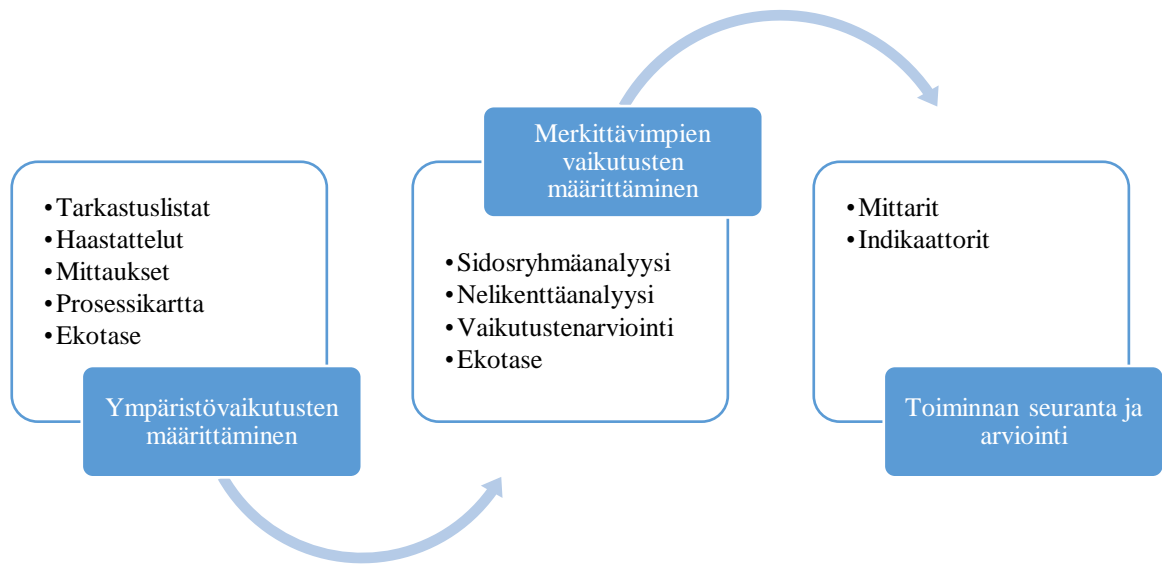 •Tarkastuslistat
•Haastattelut
•Mittaukset
•Prosessikartta
•Ekotase
Ympäristövaikutusten
määrittäminen
Merkittävimpien
vaikutusten
määrittäminen
•Sidosryhmäanalyysi
•Nelikenttäanalyysi
•Vaikutustenarviointi
•Ekotase
•Mittarit
•Indikaattorit
Toiminnan seuranta ja
arviointi